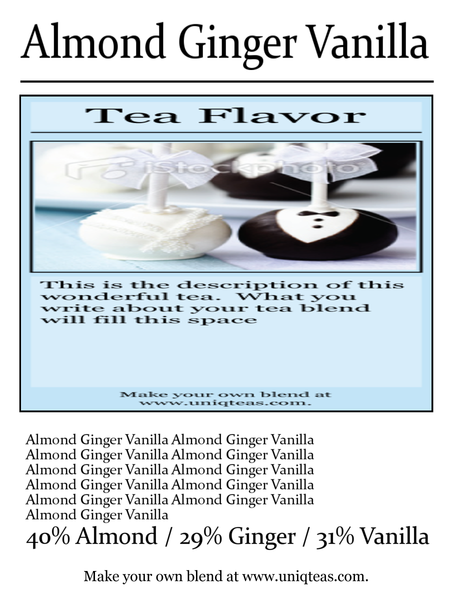 Almond Ginger Vanilla
Tea Flavor
iStockphoto
This is the description of this
wonderful tea. What you
write about your tea blend
will fill this space
Make your own blend at
www.uniqteas.com.
Almond Ginger Vanilla Almond Ginger Vanilla
Almond Ginger Vanilla Almond Ginger Vanilla
Almond Ginger Vanilla Almond Ginger Vanilla
Almond Ginger Vanilla Almond Ginger Vanilla
Almond Ginger Vanilla Almond Ginger Vanilla
Almond Ginger Vanilla
40% Almond / 29% Ginger / 31% Vanilla
Make your own blend at www.uniqteas.com.